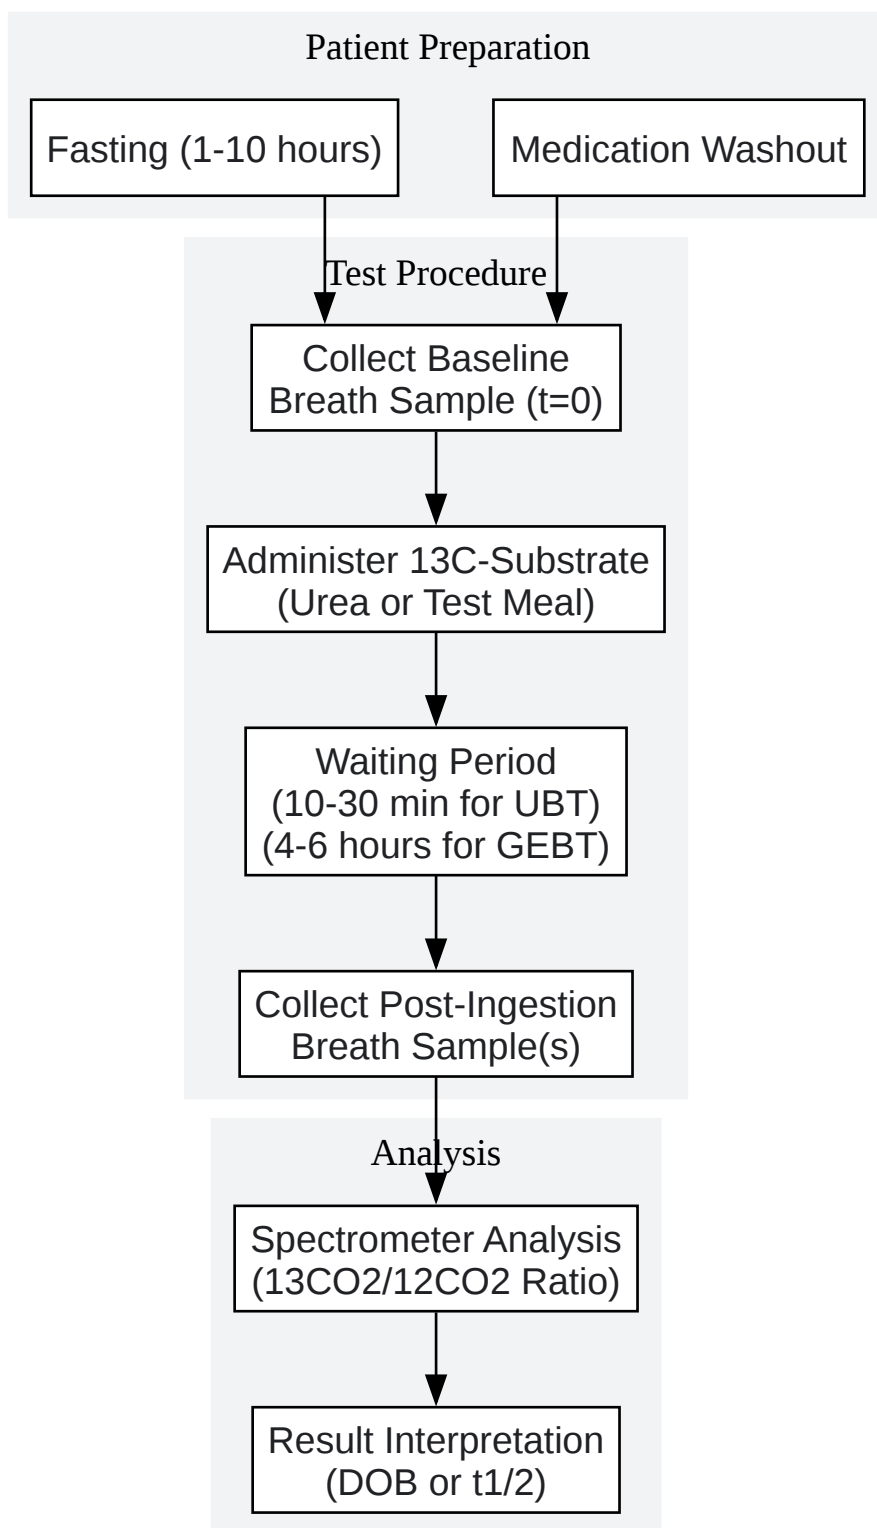 Patient Preparation
Fasting (1-10 hours)
Medication Washout
Test Procedure
Collect Baseline
Breath Sample (t=0)
Administer 13C-Substrate
(Urea or Test Meal)
Waiting Period
(10-30 min for UBT)
(4-6 hours for GEBT)
Collect Post-Ingestion
Breath Sample(s)
Analysis
Spectrometer Analysis
(13CO2/12CO2 Ratio)
Result Interpretation
(DOB or t1/2)